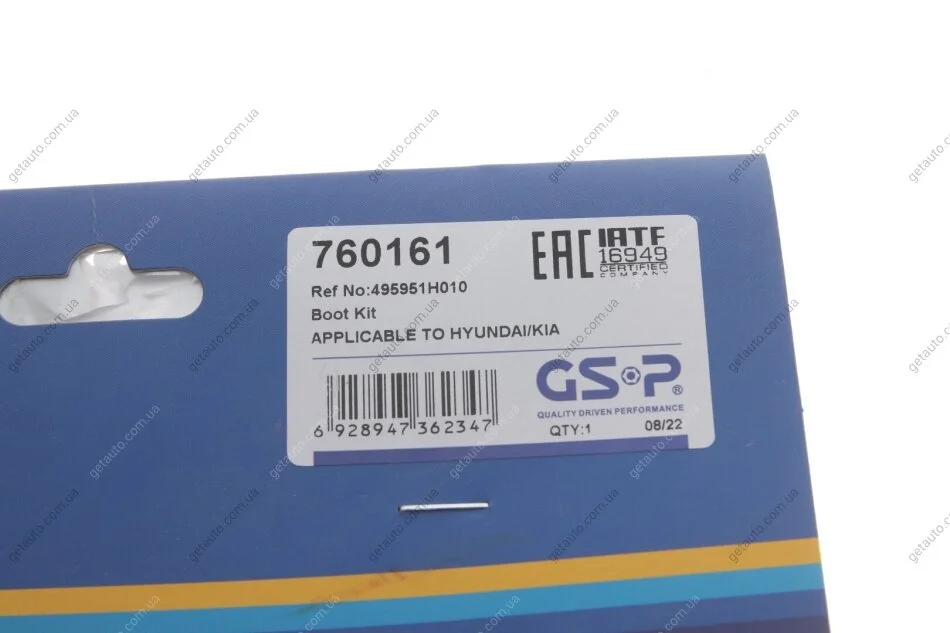 760161
Ref No:495951H010
Boot Kit
APPLICABLE TO HYUNDAI/KIA
EAC
IATF
16949
CERTIFIED
COMPANY
6 928947 362347
GSP®
QUALITY DRIVEN PERFORMANCE
QTY:1 08/22
getauto.com.ua